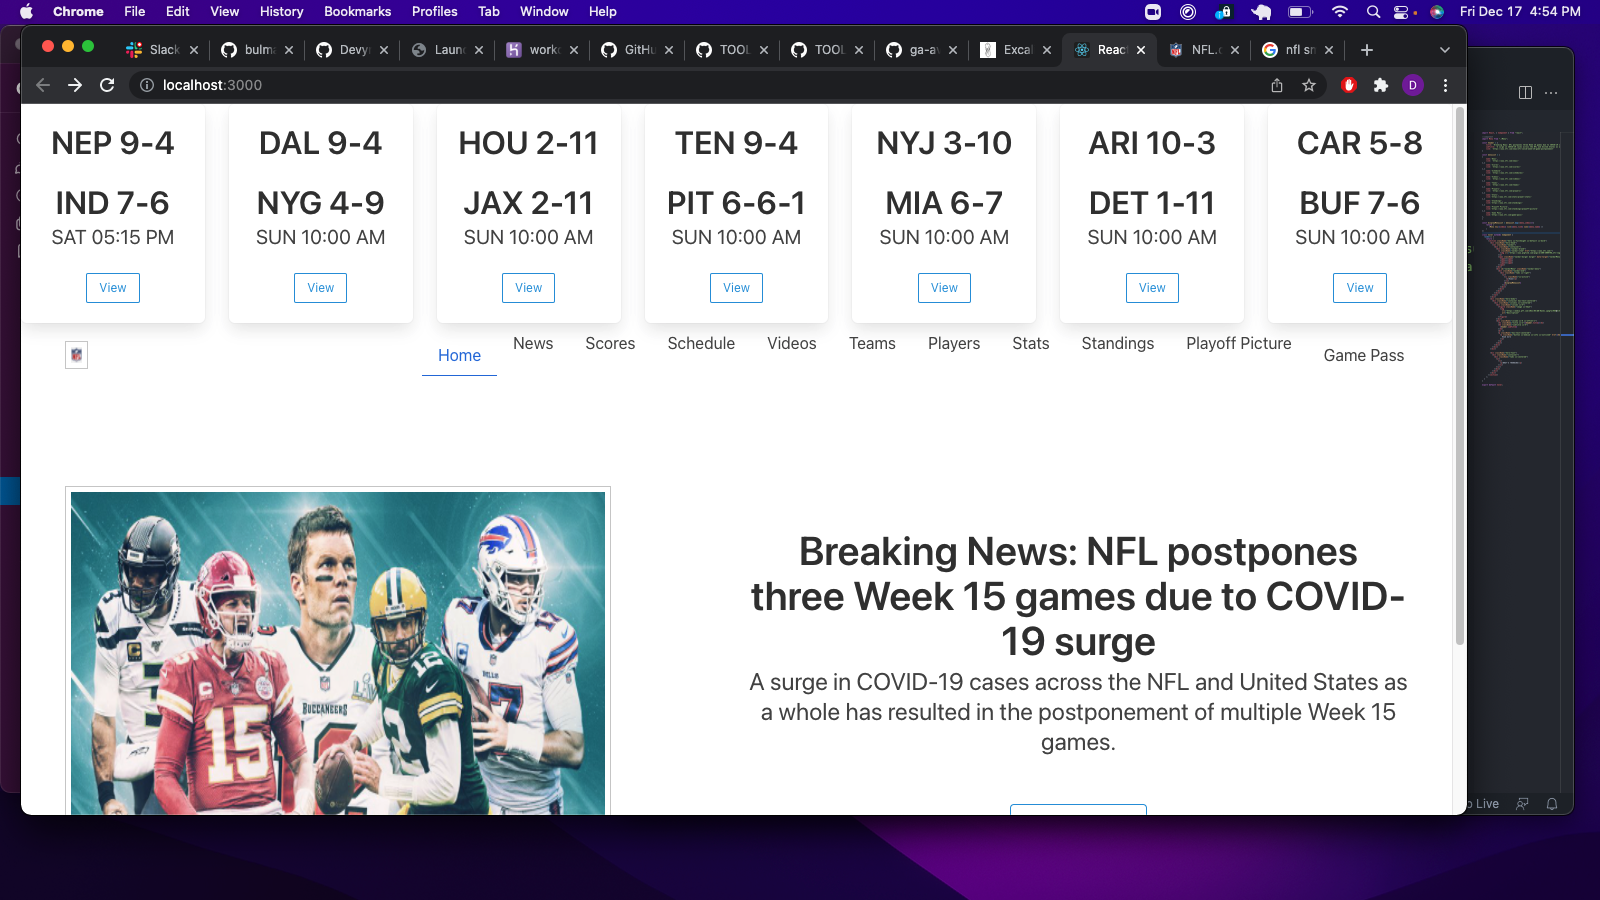 Chrome File Edit View History Bookmarks Profiles Tab Window Help Fri Dec 17 4:54 PM
Slack bulma Devyn Laun work GitHu TOOL TOOL ga-a Excal React NFL.c nfl sn
localhost:3000 D
NEP 9-4 DAL 9-4 HOU 2-11 TEN 9-4 NYJ 3-10 ARI 10-3 CAR 5-8
IND 7-6 NYG 4-9 JAX 2-11 PIT 6-6-1 MIA 6-7 DET 1-11 BUF 7-6
SAT 05:15 PM SUN 10:00 AM SUN 10:00 AM SUN 10:00 AM SUN 10:00 AM SUN 10:00 AM SUN 10:00 AM
View View View View View View View
Home News Scores Schedule Videos Teams Players Stats Standings Playoff Picture Game Pass
Breaking News: NFL postpones
three Week 15 games due to COVID-
19 surge
A surge in COVID-19 cases across the NFL and United States as
a whole has resulted in the postponement of multiple Week 15
games.
BUCCANEERS
BILLS
15
12
17
Live